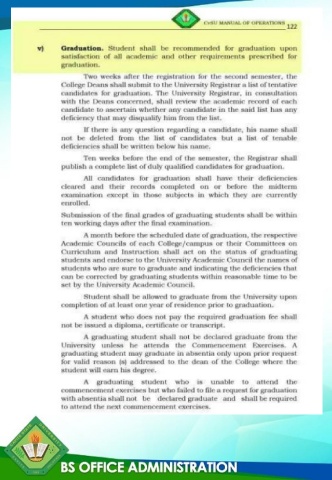 CvSU MANUAL OF OPERATIONS
122
v) Graduation. Student shall be recommended for graduation upon
satisfaction of all academic and other requirements prescribed for
graduation.
Two weeks after the registration for the second semester, the
College Deans shall submit to the University Registrar a list of tentative
candidates for graduation. The University Registrar, in consultation
with the Deans concerned, shall review the academic record of each
candidate to ascertain whether any candidate in the said list has any
deficiency that may disqualify him from the list.
If there is any question regarding a candidate, his name shall
not be deleted from the list of candidates but a list of tenable
deficiencies shall be written below his name.
Ten weeks before the end of the semester, the Registrar shall
publish a complete list of duly qualified candidates for graduation.
All candidates for graduation shall have their deficiencies
cleared and their records completed on or before the midterm
examination except in those subjects in which they are currently
enrolled.
Submission of the final grades of graduating students shall be within
ten working days after the final examination.
A month before the scheduled date of graduation, the respective
Academic Councils of each College/campus or their Committees on
Curriculum and Instruction shall act on the status of graduating
students and endorse to the University Academic Council the names of
students who are sure to graduate and indicating the deficiencies that
can be corrected by graduating students within reasonable time to be
set by the University Academic Council.
Student shall be allowed to graduate from the University upon
completion of at least one year of residence prior to graduation.
A student who does not pay the required graduation fee shall
not be issued a diploma, certificate or transcript.
A graduating student shall not be declared graduate from the
University unless he attends the Commencement Exercises. A
graduating student may graduate in absentia only upon prior request
for valid reason (s) addressed to the dean of the College where the
student will earn his degree.
A graduating student who is unable to attend the
commencement exercises but who failed to file a request for graduation
with absentia shall not be declared graduate and shall be required
to attend the next commencement exercises.
BS OFFICE ADMINISTRATION